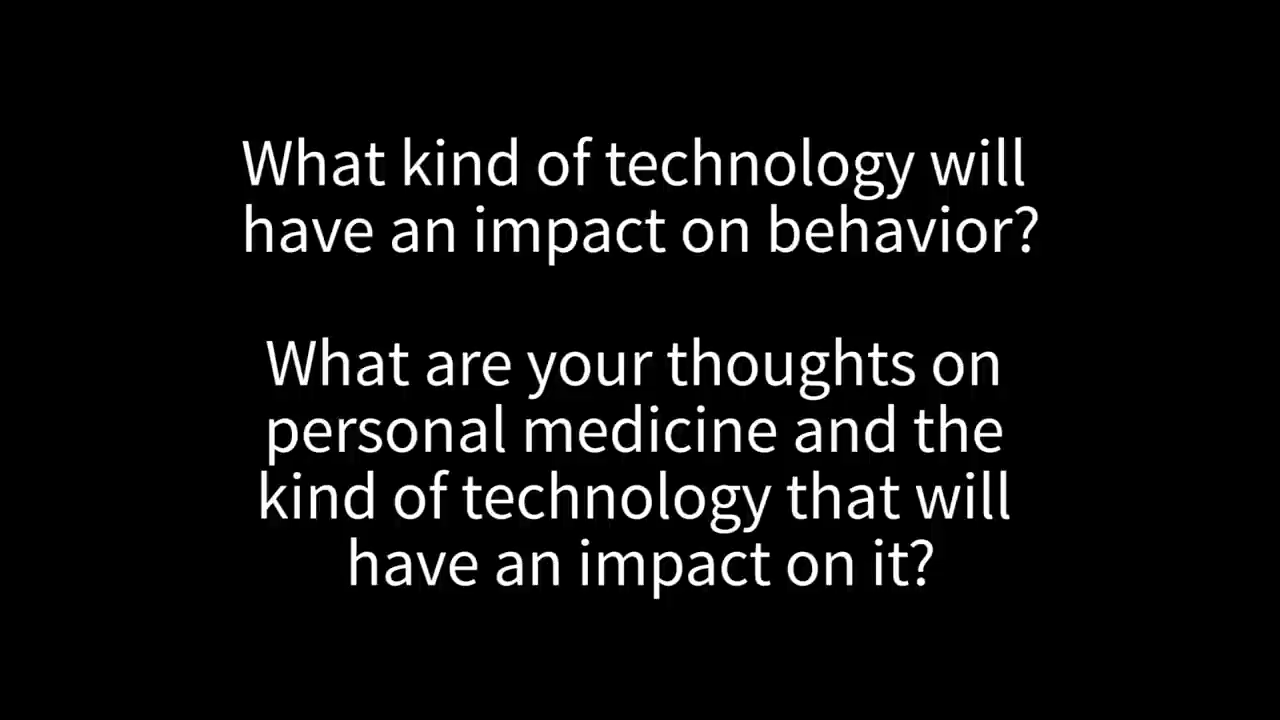 What kind of technology will
have an impact on behavior?
What are your thoughts on
personal medicine and the
kind of technology that will
have an impact on it?